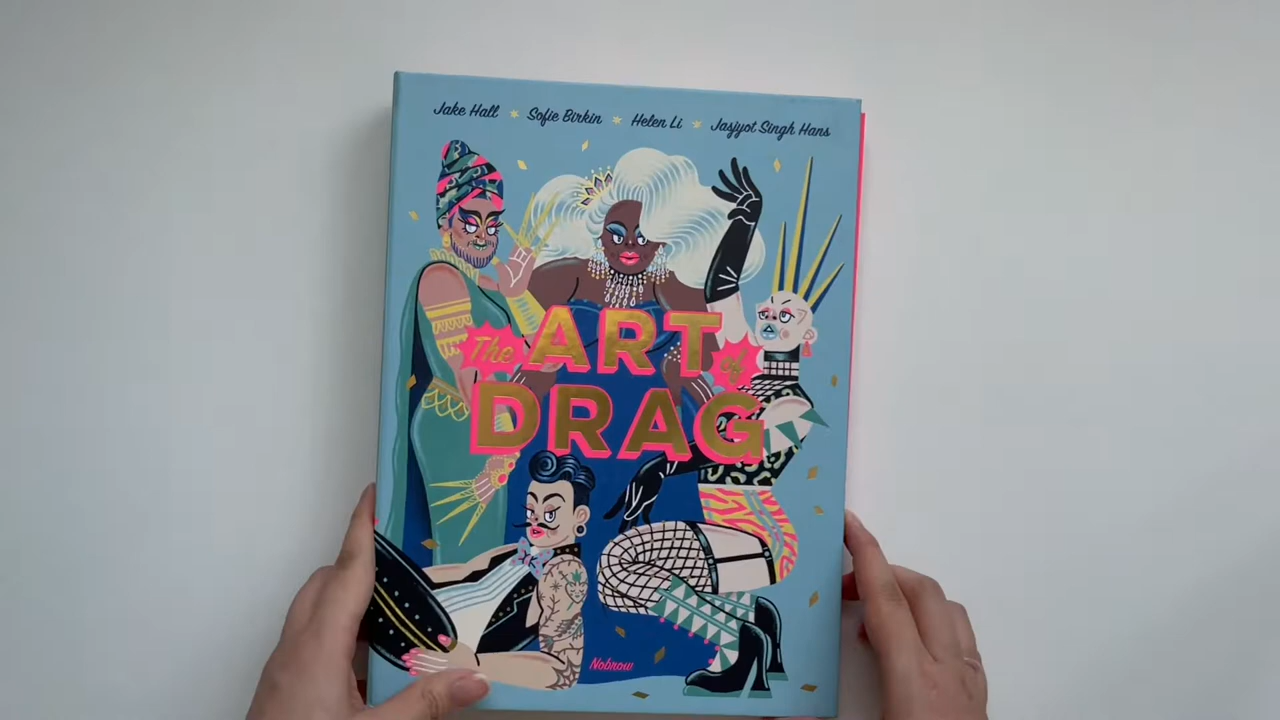 Jake Hall ★ Sofie Birkin ★ Helen Li ★ Jasjyot Singh Hans
The ART of
DRAG
Nobrow